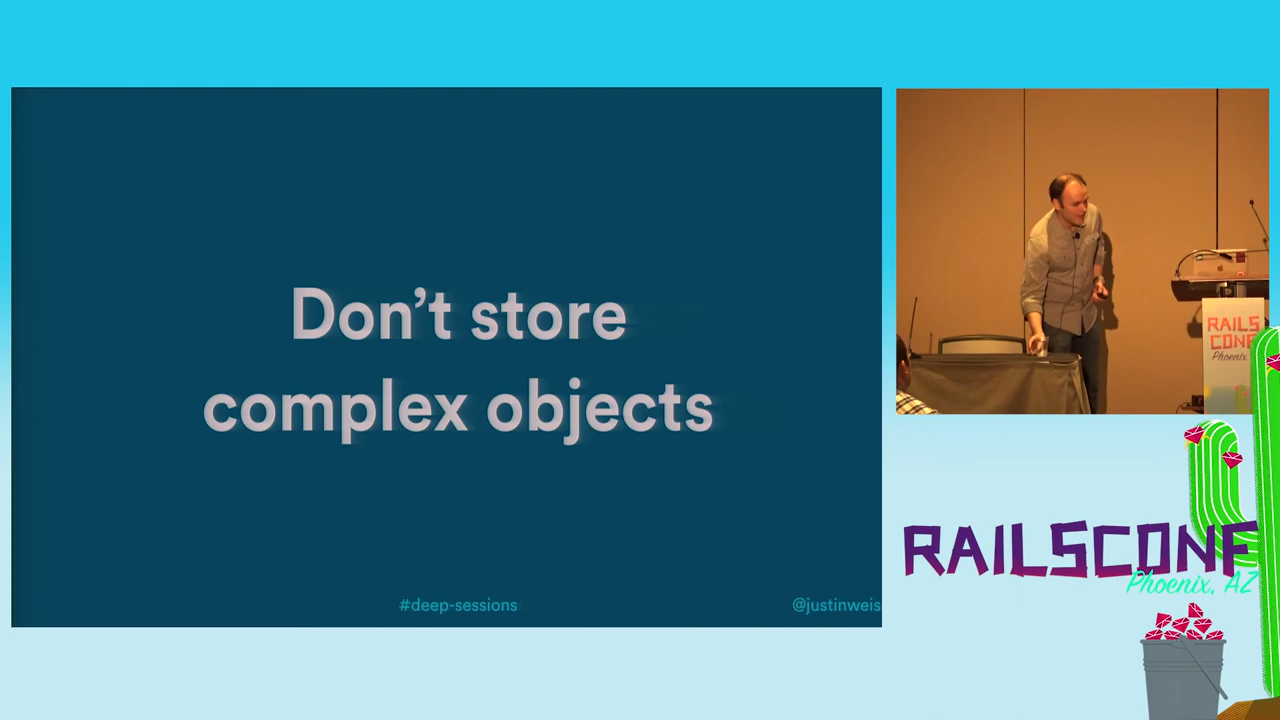 Don't store
complex objects
#deep-sessions
@justinweis
RAILS
CONF
Phoenix
RAILSCONF
Phoenix, AZ